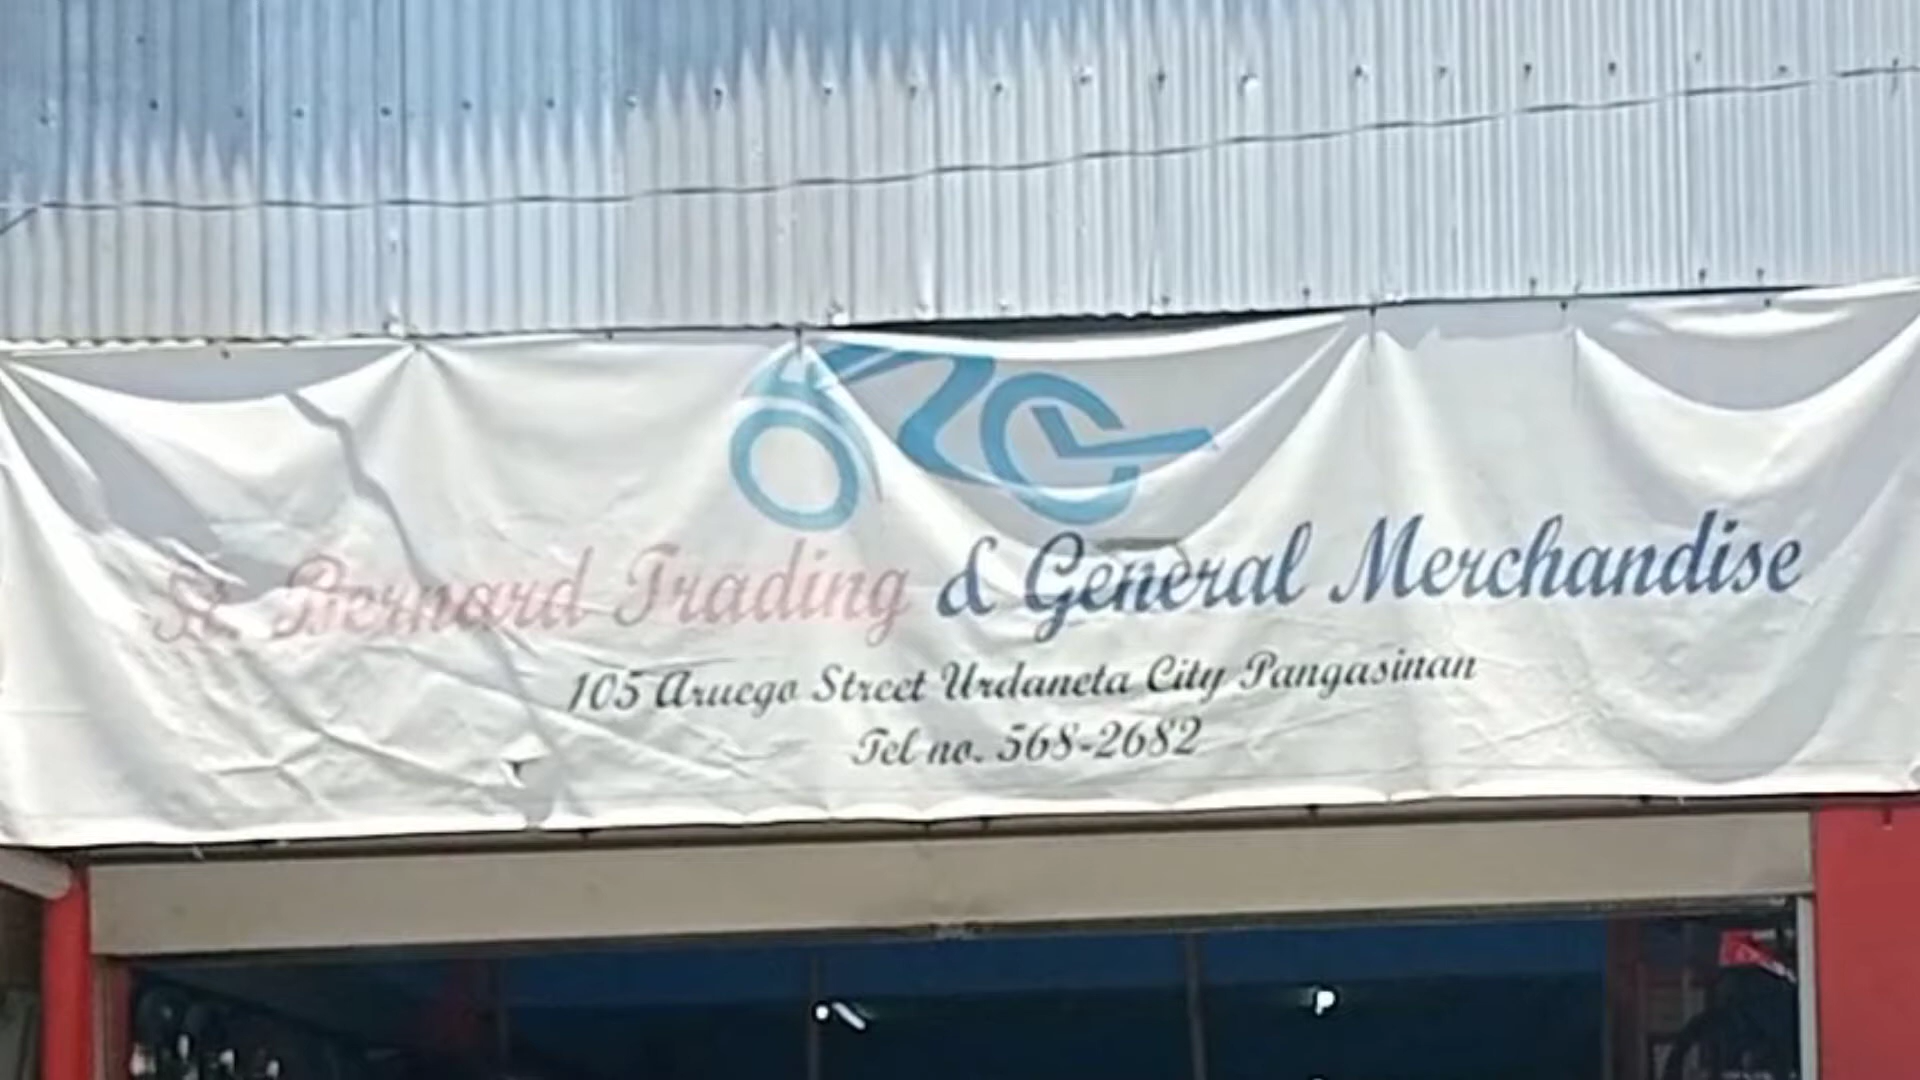 St. Bernard Trading & General Merchandise
105 Aruego Street Urdaneta City Pangasinan
Tel no. 568-2682